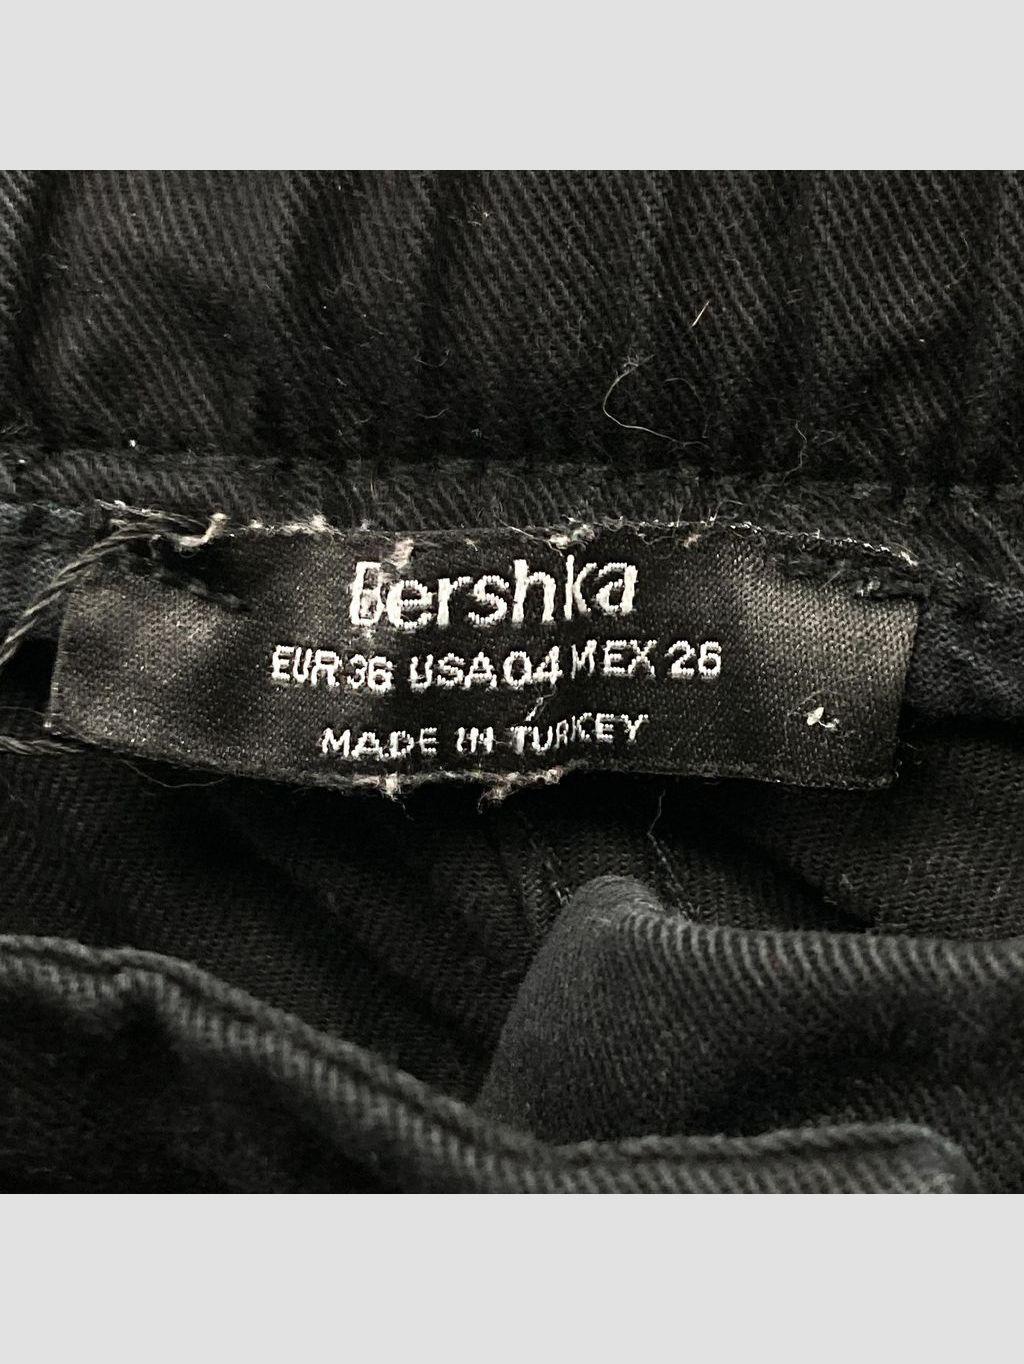 Bershka
EUR 36 USA 04 MEX 26
MADE IN TURKEY